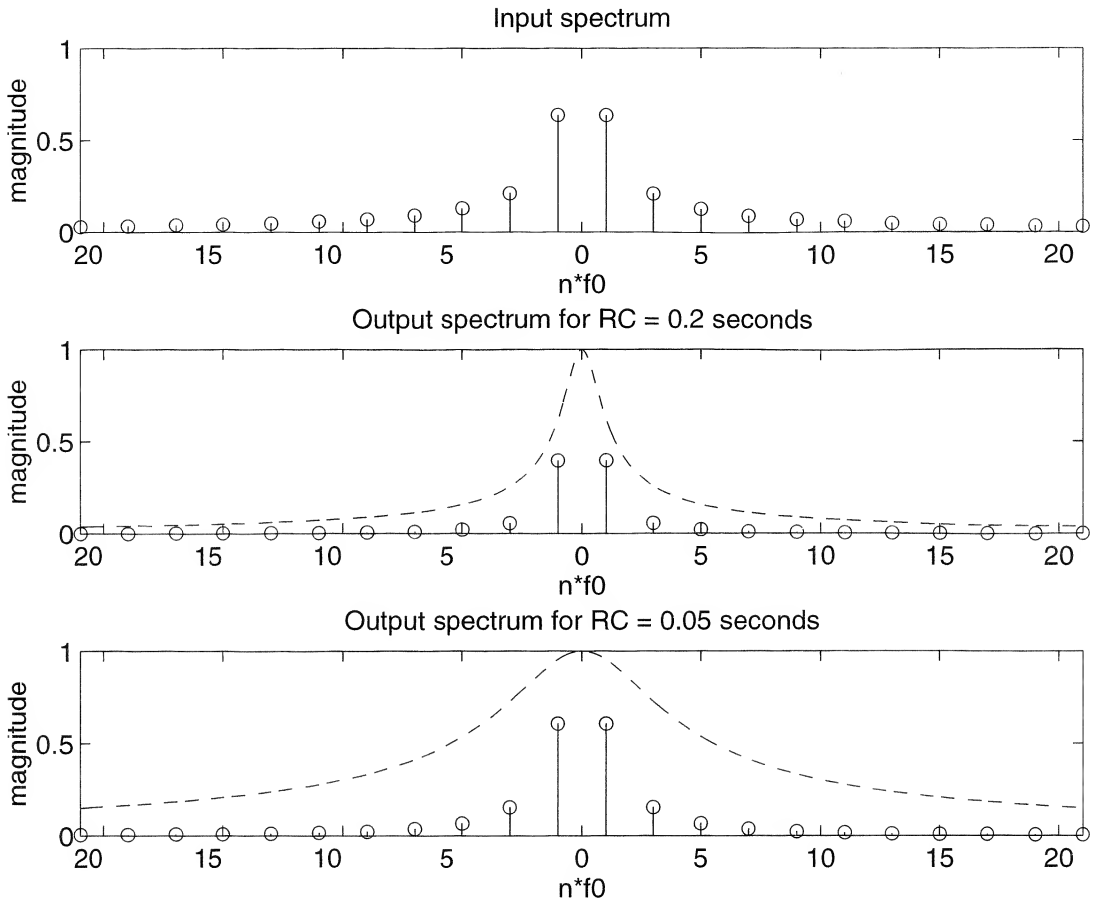 Input spectrum
1
0.5
0
magnitude
20 15 10 5 0 5 10 15 20
n*f0
Output spectrum for RC = 0.2 seconds
1
0.5
0
magnitude
20 15 10 5 0 5 10 15 20
n*f0
Output spectrum for RC = 0.05 seconds
1
0.5
0
magnitude
20 15 10 5 0 5 10 15 20
n*f0